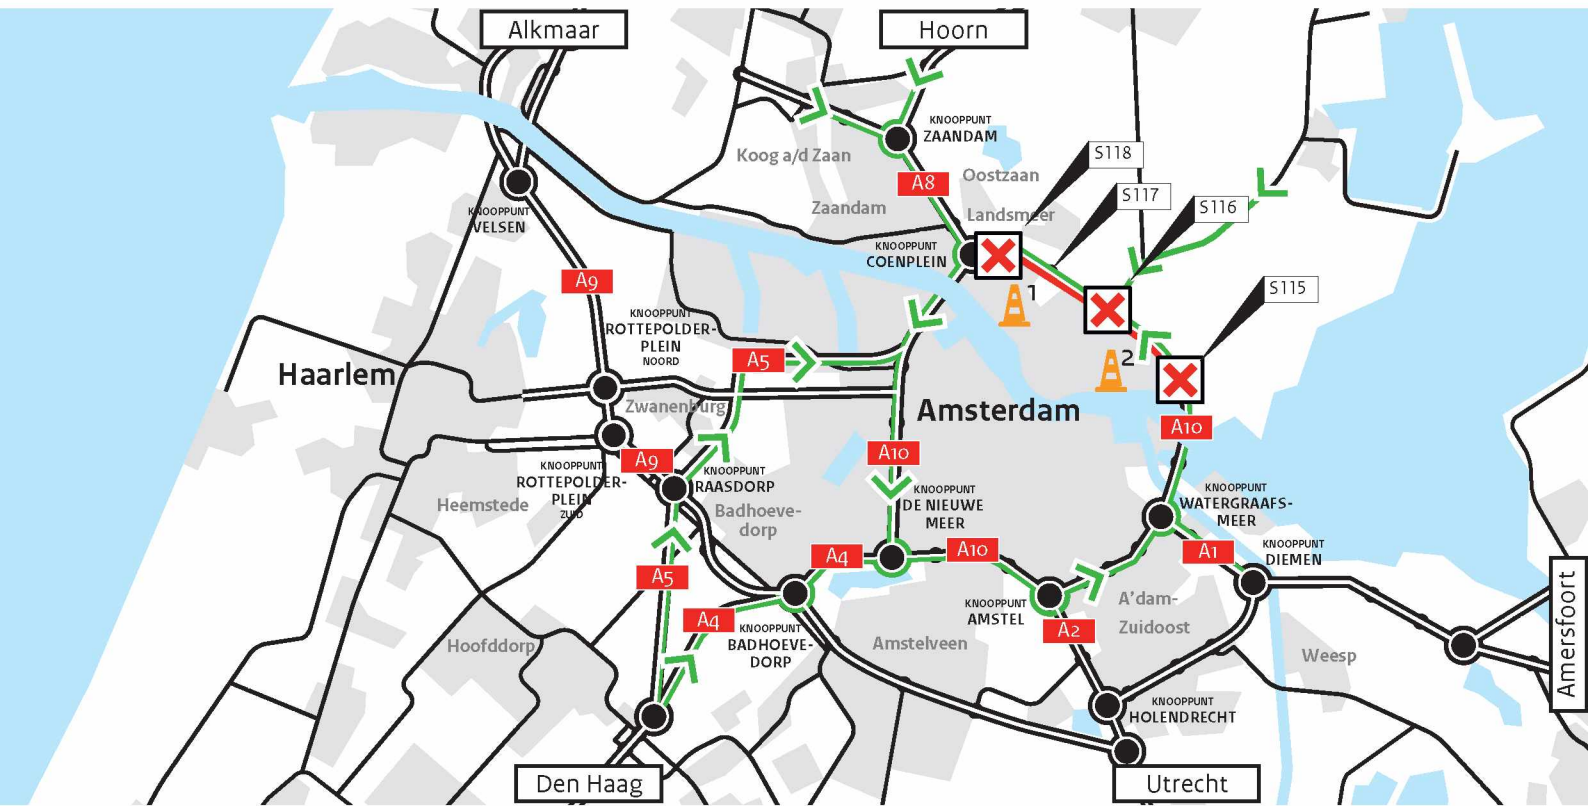 Alkmaar
Hoorn
KNOOPPUNT
ZAANDAM
S118
Koog a/d Zaan
A8
Oostzaan
S117
KNOOPPUNT
VELSEN
Zaandam
Landsmeer
S116
KNOOPPUNT
COENPLEIN
A9
1
S115
KNOOPPUNT
ROTTEPOLDER-
PLEIN
NOORD
A5
2
Haarlem
Zwanenburg
Amsterdam
A10
A10
A9
KNOOPPUNT
ROTTEPOLDER-
PLEIN
ZUID
KNOOPPUNT
RAASDORP
Heemstede
Badhoeve-
dorp
KNOOPPUNT
DE NIEUWE
MEER
KNOOPPUNT
WATERGRAAFS-
MEER
A4
A10
A1
KNOOPPUNT
DIEMEN
A5
A4
KNOOPPUNT
BADHOEVE-
DORP
KNOOPPUNT
AMSTEL
A2
A'dam-
Zuidoost
Hoofddorp
Amstelveen
Weesp
Amersfoort
KNOOPPUNT
HOLENDRECHT
Den Haag
Utrecht